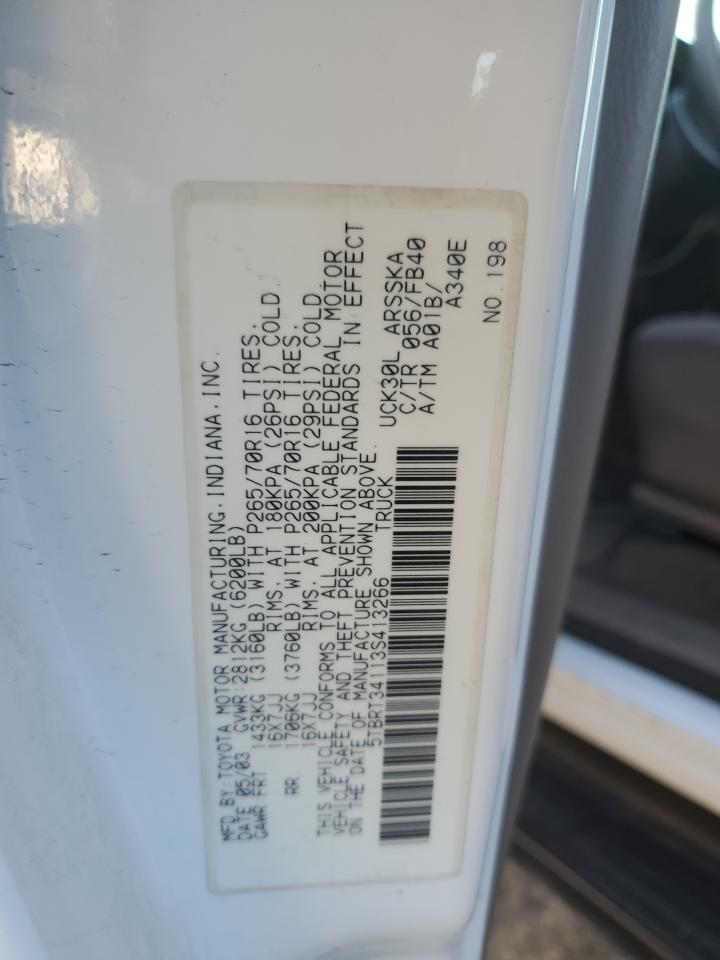 MFD BY: TOYOTA MOTOR MANUFACTURING, INDIANA, INC.
DATE 05/03 GVWR: 2812KG (6200LB)
GAWR FRT. 1433KG (3160LB) WITH P265/70R16 TIRES,
16X7JJ RIMS, AT 180KPA (26PSI) COLD.
RR. 1706KG (3760LB) WITH P265/70R16 TIRES,
16X7JJ RIMS, AT 200KPA (29PSI) COLD.
THIS VEHICLE CONFORMS TO ALL APPLICABLE FEDERAL MOTOR
VEHICLE SAFETY AND THEFT PREVENTION STANDARDS IN EFFECT
ON THE DATE OF MANUFACTURE SHOWN ABOVE.
5TBRT34113S413266 TRUCK
UCK30L ARSSKA
C/TR 056/FB40
A/TM A01B/
A340E
NO.198